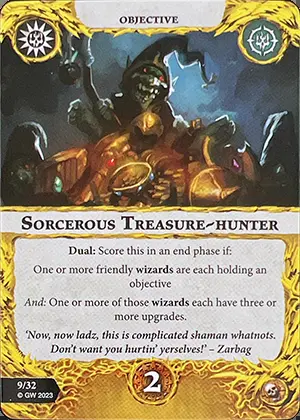 OBJECTIVE
SORCEROUS TREASURE-HUNTER
Dual: Score this in an end phase if:
One or more friendly wizards are each holding an
objective
And: One or more of those wizards each have three or
more upgrades.
'Now, now ladz, this is complicated shaman whatnots.
Don't want you hurtin' yerselves!' – Zarbag
9/32
© GW 2023
2